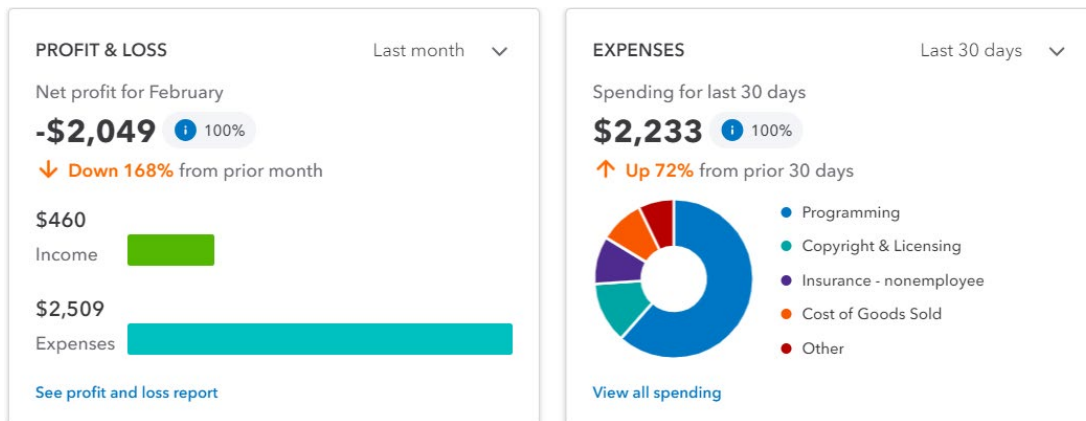 PROFIT & LOSS
Last month
Net profit for February
-$2,049 i 100%
Down 168% from prior month
$460
Income
$2,509
Expenses
See profit and loss report
EXPENSES
Last 30 days
Spending for last 30 days
$2,233 i 100%
Up 72% from prior 30 days
Programming
Copyright & Licensing
Insurance - nonemployee
Cost of Goods Sold
Other
View all spending